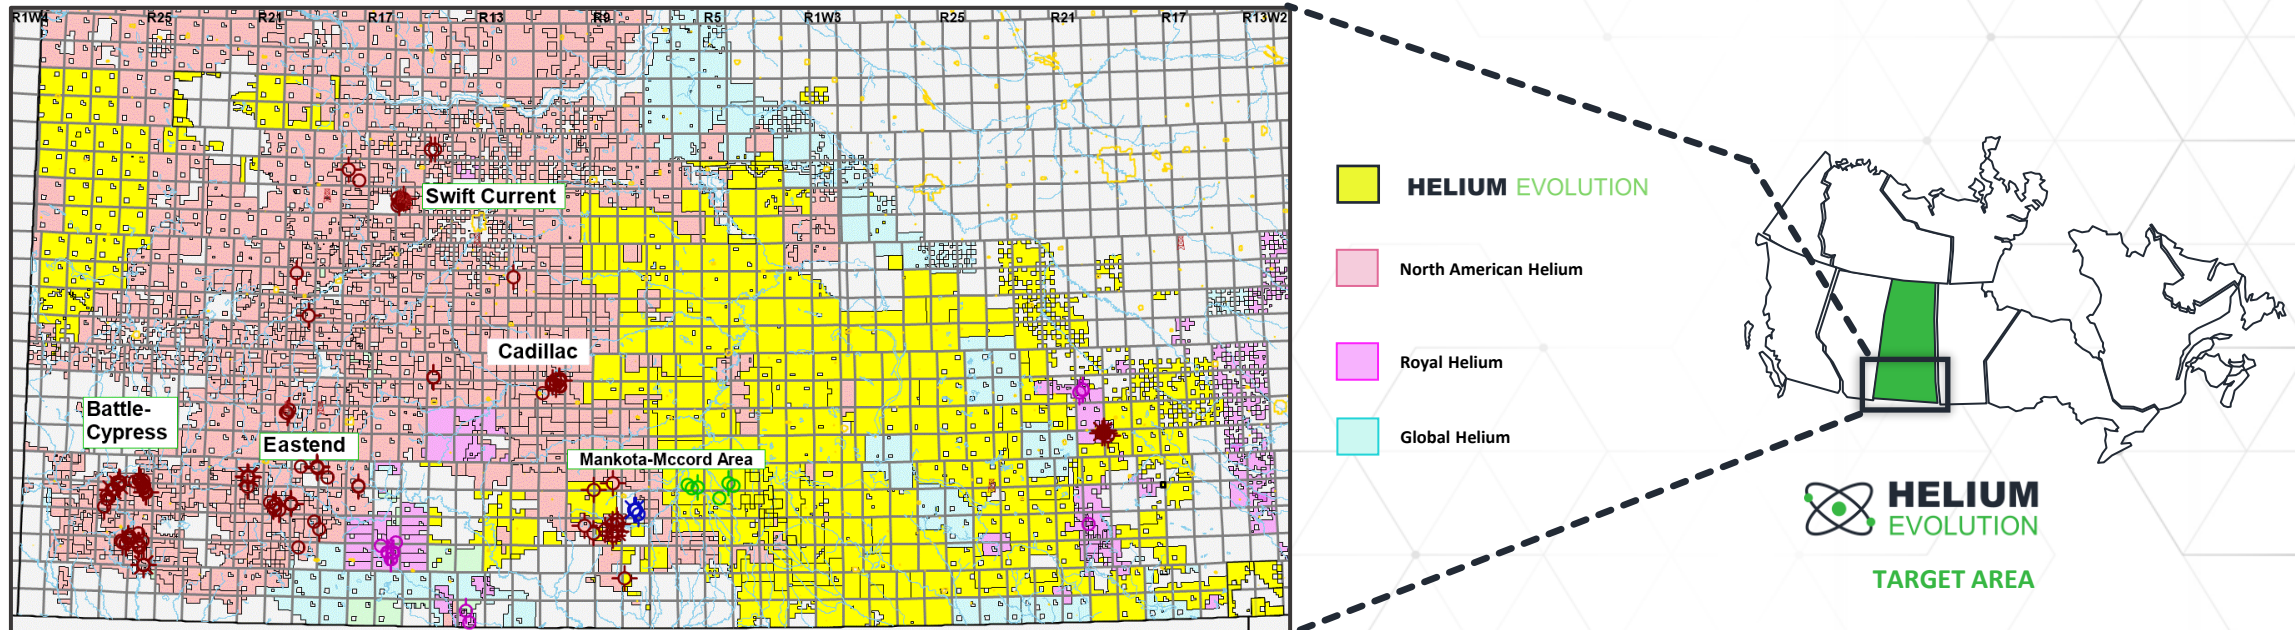 R1W4 R25 R21 R17 R13 R9 R5 R1W3 R25 R21 R17 R13W2
Swift Current
Cadillac
Battle-
Cypress
Eastend
Mankota-Mccord Area
HELIUM EVOLUTION
North American Helium
Royal Helium
Global Helium
HELIUM
EVOLUTION
TARGET AREA